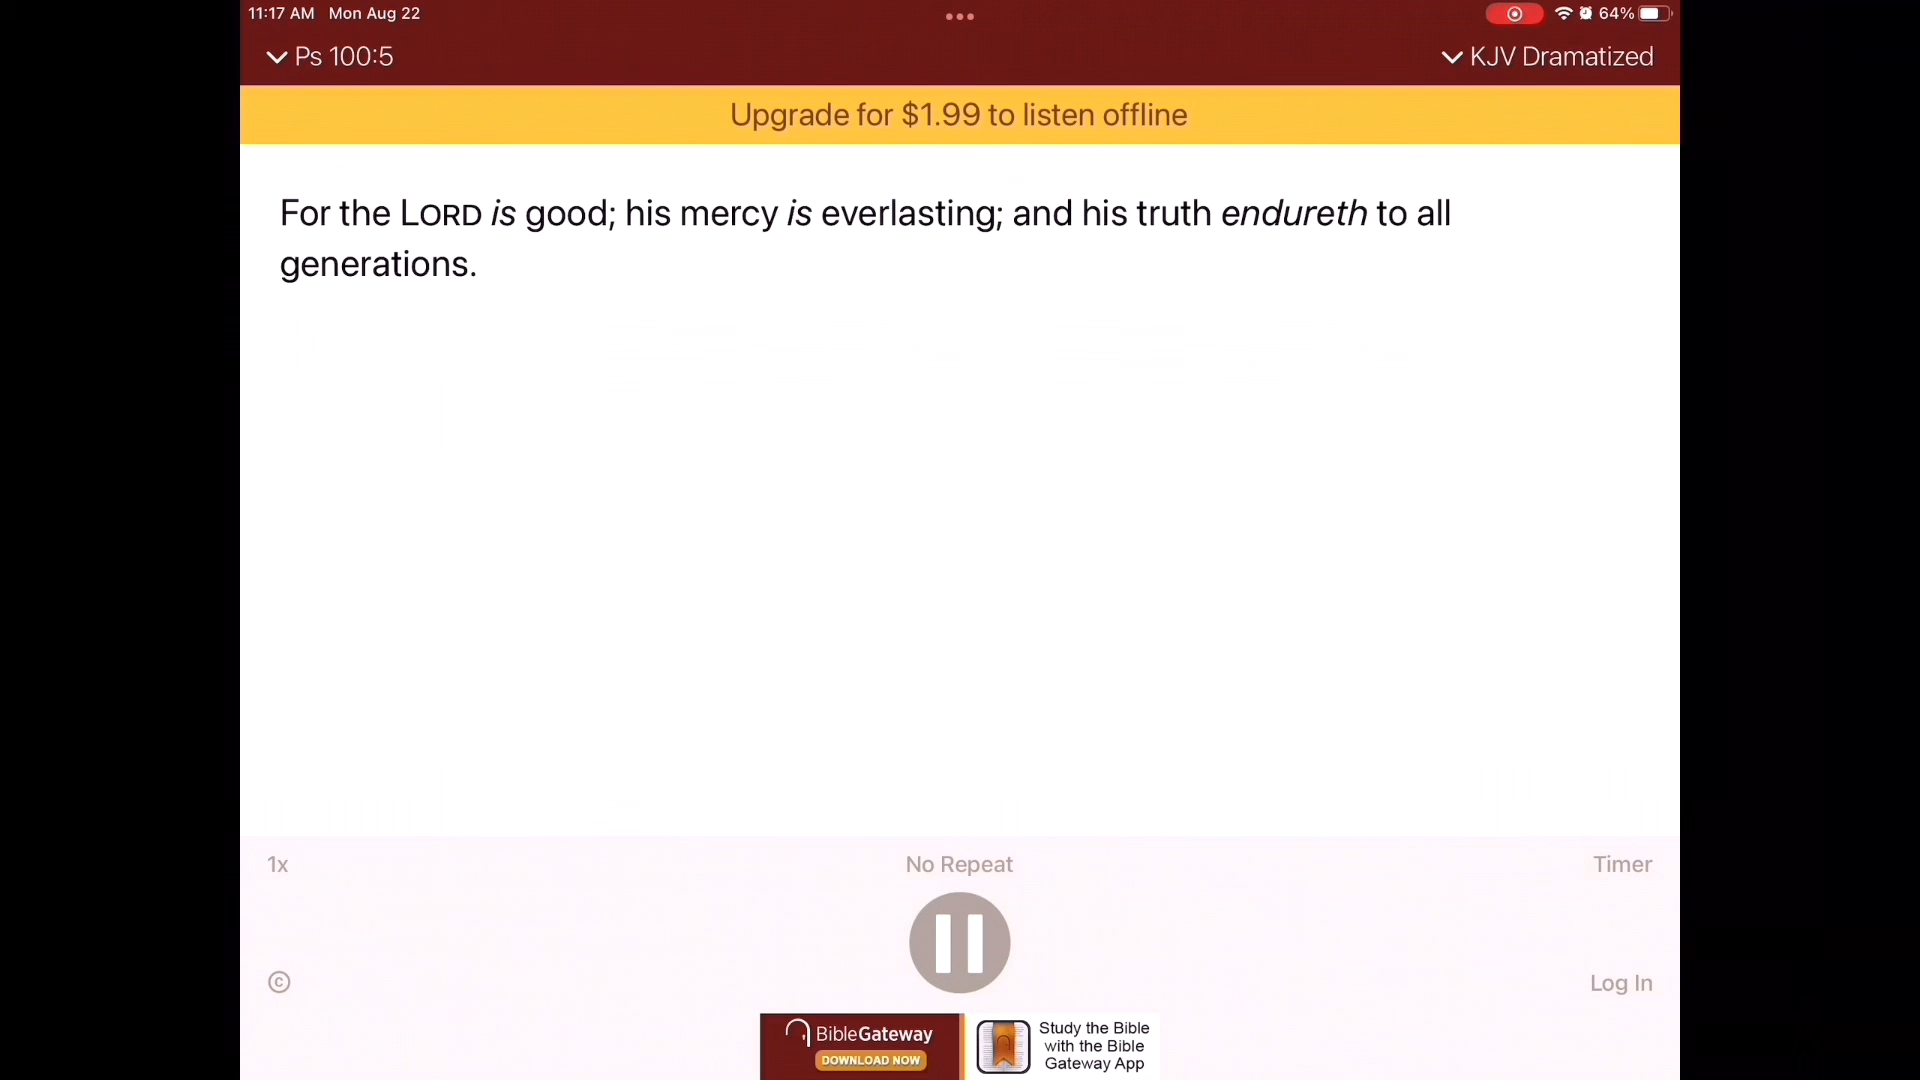 11:17 AM Mon Aug 22
64%
Ps 100:5
KJV Dramatized
Upgrade for $1.99 to listen offline
For the LORD is good; his mercy is everlasting; and his truth endureth to all
generations.
1x
No Repeat
Timer
©
Log In
BibleGateway
DOWNLOAD NOW
Study the Bible
with the Bible
Gateway App